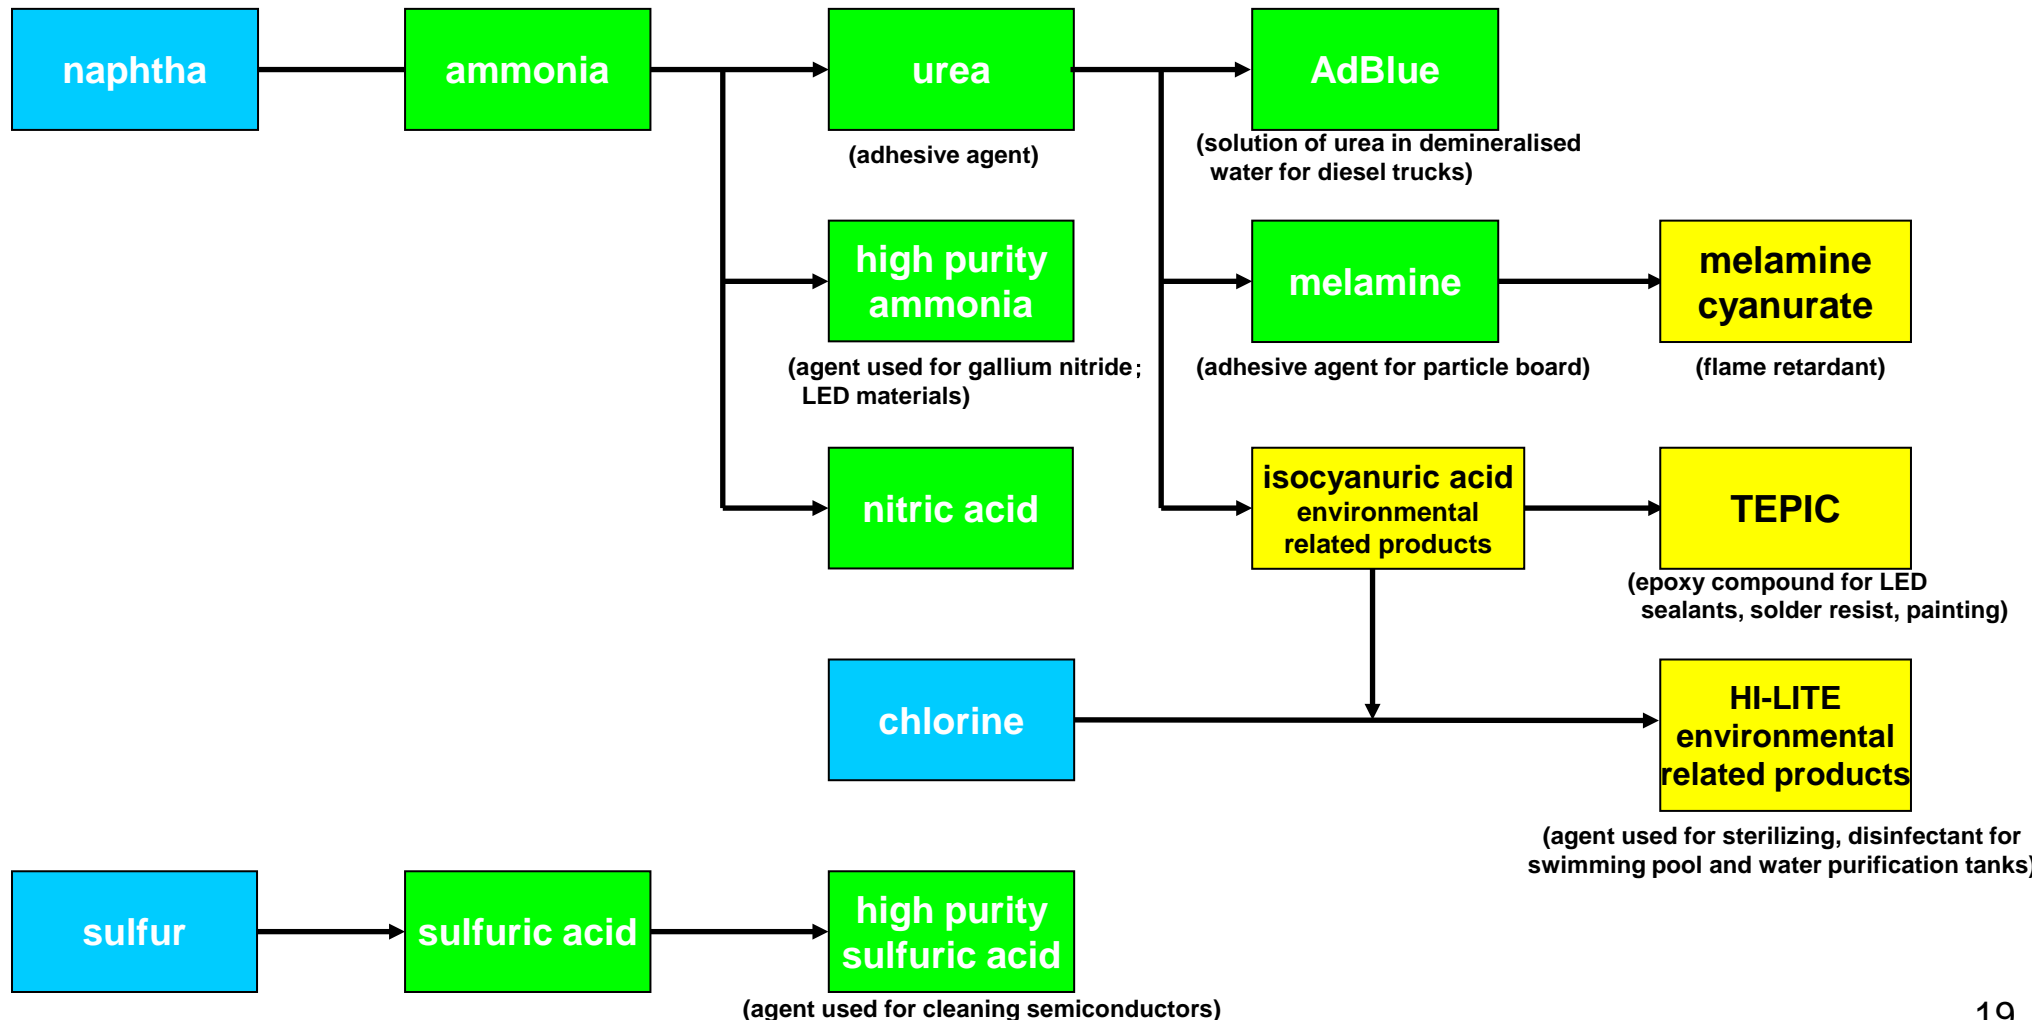 naphtha
ammonia
urea
AdBlue
(adhesive agent)
(solution of urea in demineralised
water for diesel trucks)
high purity
ammonia
melamine
melamine
cyanurate
(agent used for gallium nitride;
LED materials)
(adhesive agent for particle board)
(flame retardant)
nitric acid
isocyanuric acid
environmental
related products
TEPIC
(epoxy compound for LED
sealants, solder resist, painting)
chlorine
HI-LITE
environmental
related products
(agent used for sterilizing, disinfectant for
swimming pool and water purification tanks)
sulfur
sulfuric acid
high purity
sulfuric acid
(agent used for cleaning semiconductors)
19